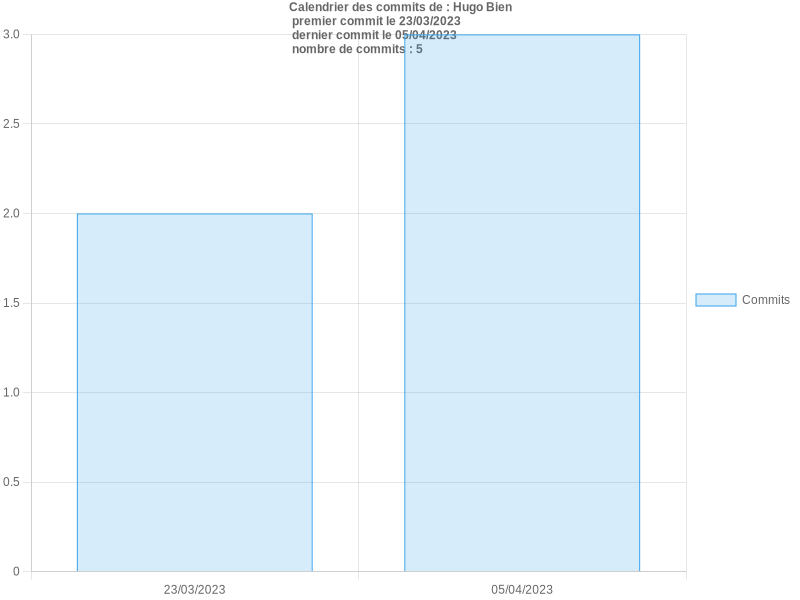 Calendrier des commits de : Hugo Bien
premier commit le 23/03/2023
dernier commit le 05/04/2023
nombre de commits : 5
3.0
2.5
2.0
1.5
1.0
0.5
0
23/03/2023
05/04/2023
Commits